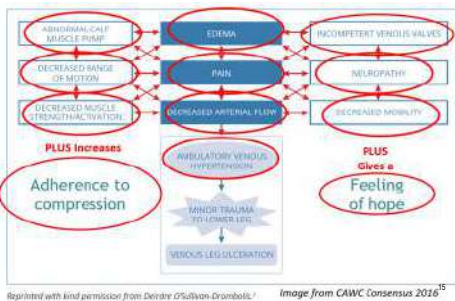 ABNORMAL CALF
MUSCLE PUMP
EDEMA
INCOMPETENT VENOUS VALVES
DECREASED RANGE
OF MOTION
PAIN
NEUROPATHY
DECREASED MUSCLE
STRENGTH/ACTIVATION
DECREASED ARTERIAL FLOW
DECREASED MOBILITY
PLUS Increases
Adherence to
compression
AMBULATORY VENOUS
HYPERTENSION
MINOR TRAUMA
TO LOWER LEG
VENOUS LEG ULCERATION
PLUS
Gives a
Feeling
of hope
Reprinted with kind permission from Deirdre O'Sullivan-Drombolis.
Image from CAWC Consensus 2016
15